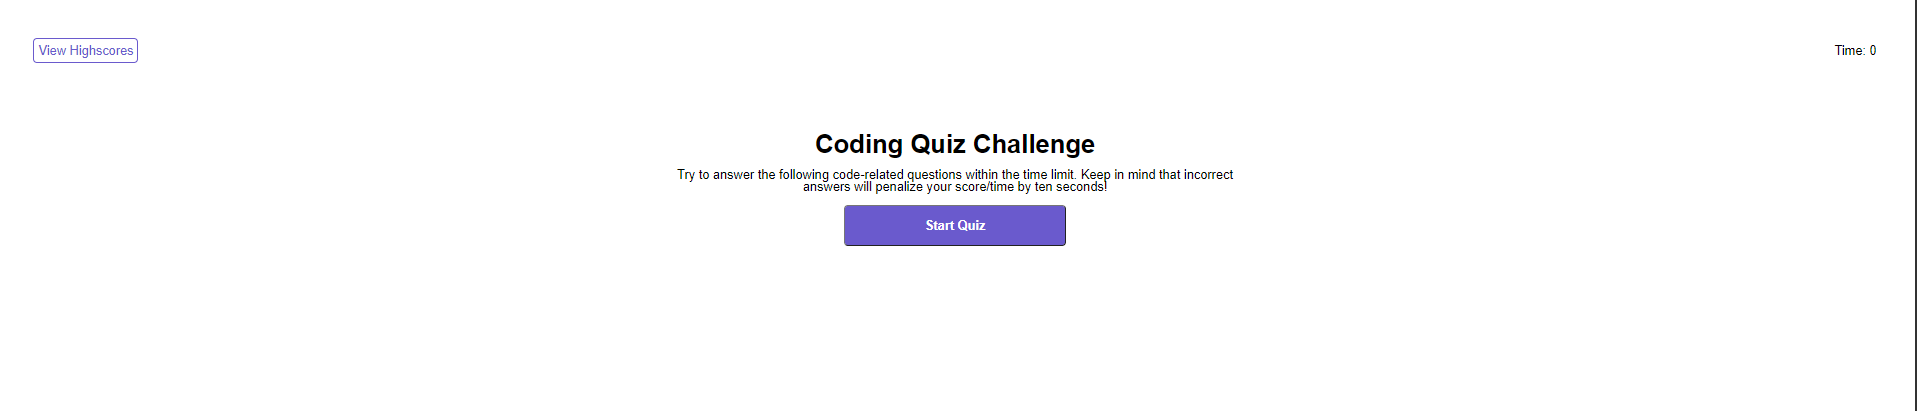 View Highscores
Time: 0
Coding Quiz Challenge
Try to answer the following code-related questions within the time limit. Keep in mind that incorrect
answers will penalize your score/time by ten seconds!
Start Quiz